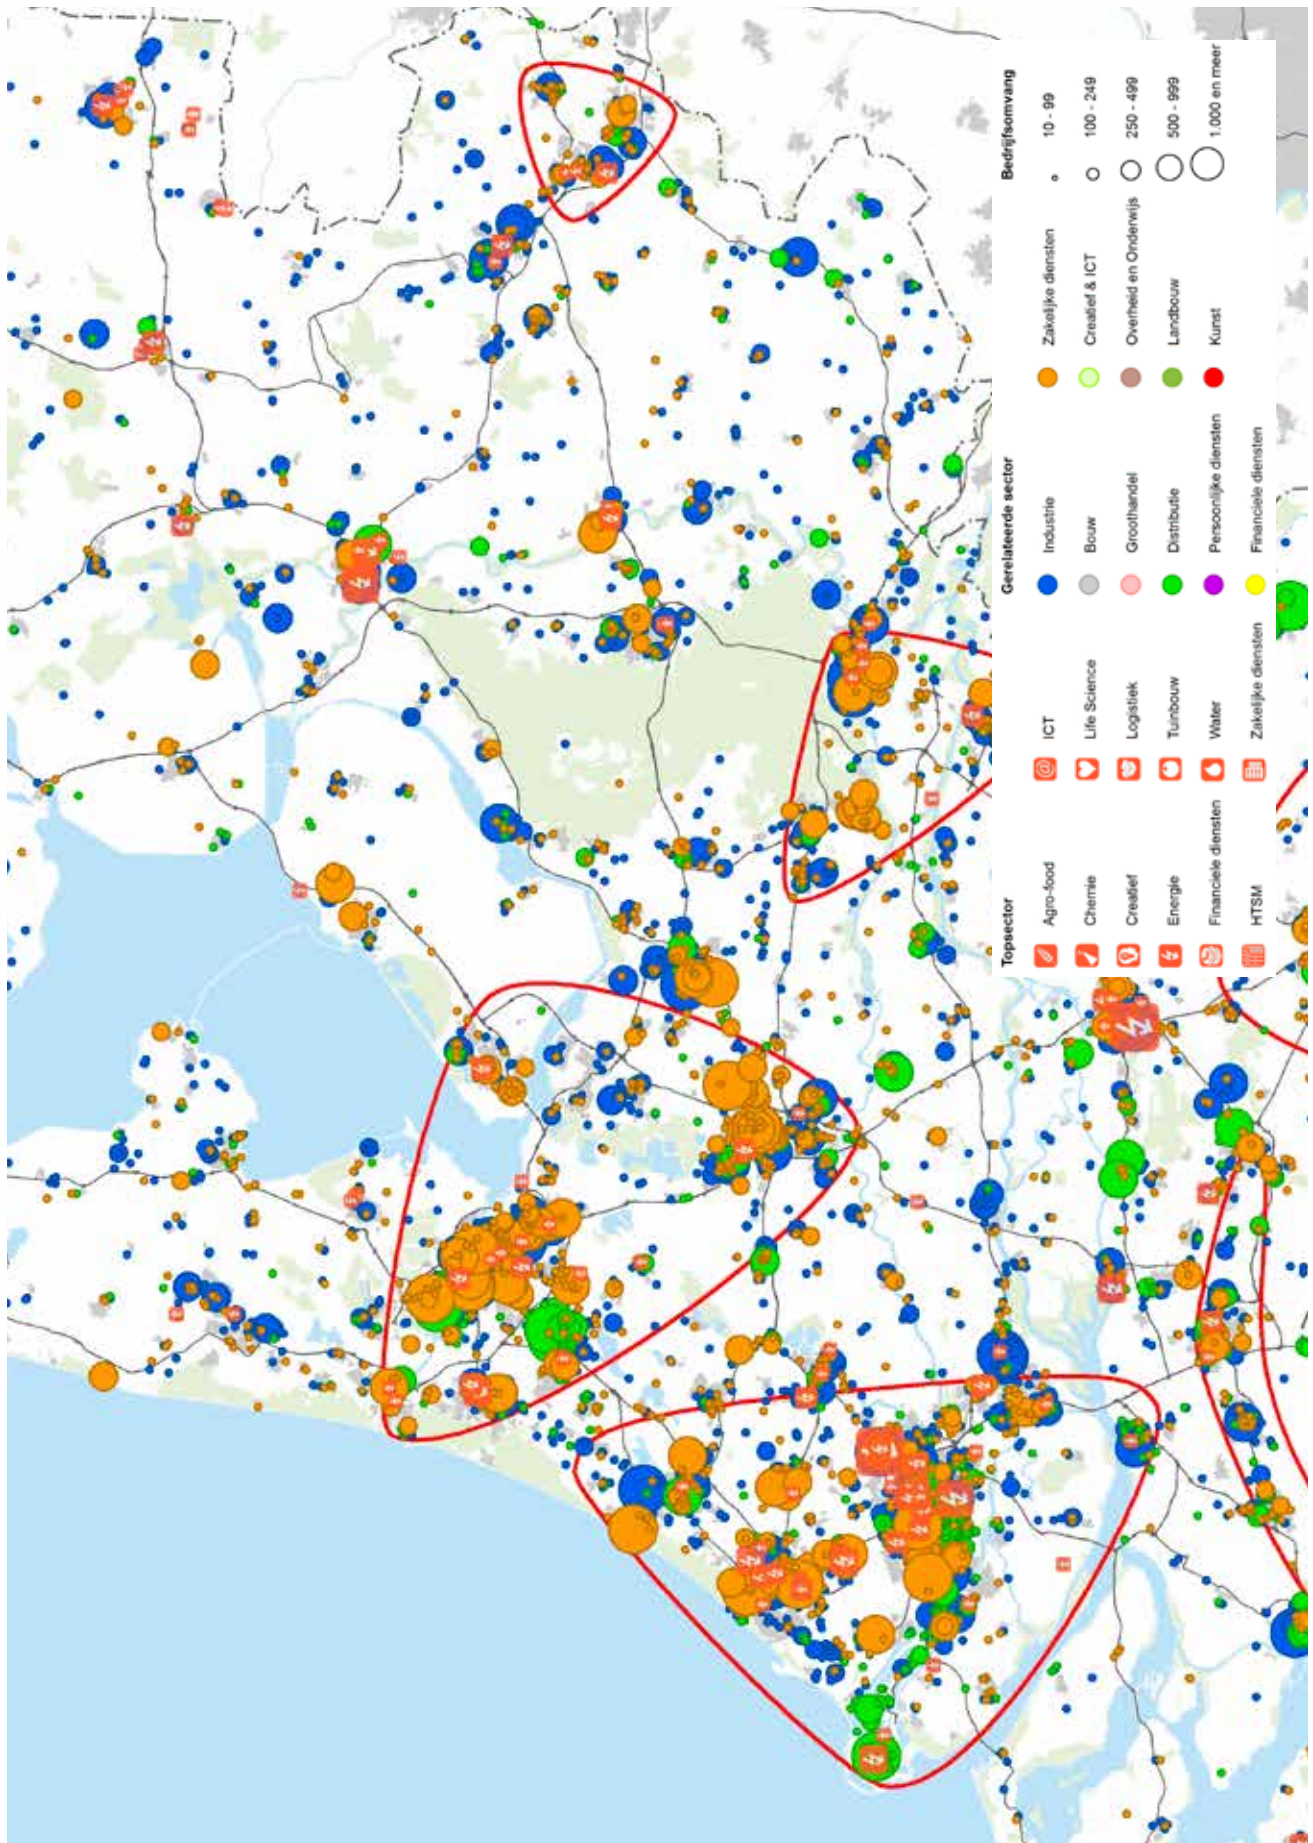 Topsector
Agro-food
Chemie
Creatief
Energie
Financiele diensten
HTSM
ICT
Life Science
Logistiek
Tuinbouw
Water
Zakelijke diensten
Gerelateerde sector
Industrie
Bouw
Groothandel
Distributie
Persoonlijke diensten
Financiele diensten
Zakelijke diensten
Creatief & ICT
Overheid en Onderwijs
Landbouw
Kunst
Bedrijfsomvang
10 - 99
100 - 249
250 - 499
500 - 999
1.000 en meer